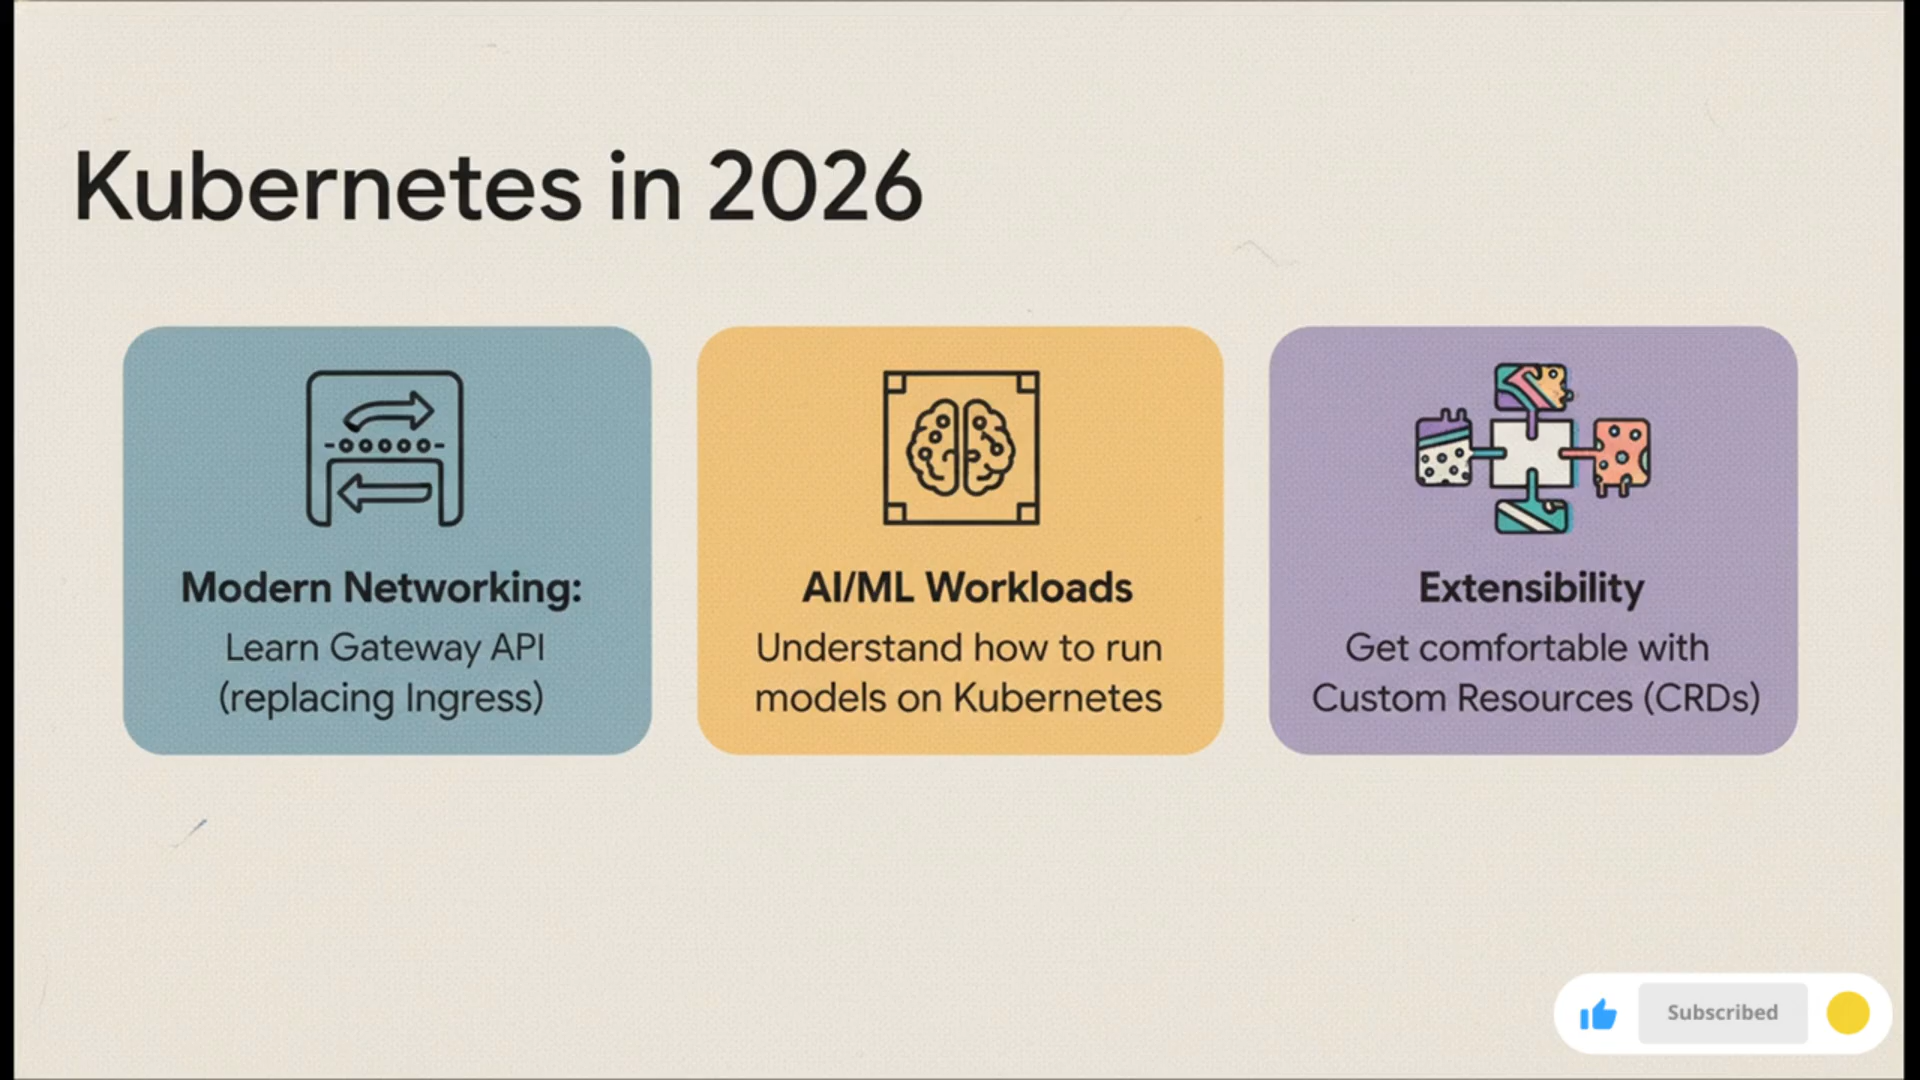 Kubernetes in 2026
Modern Networking:
Learn Gateway API
(replacing Ingress)
AI/ML Workloads
Understand how to run
models on Kubernetes
Extensibility
Get comfortable with
Custom Resources (CRDs)
Subscribed